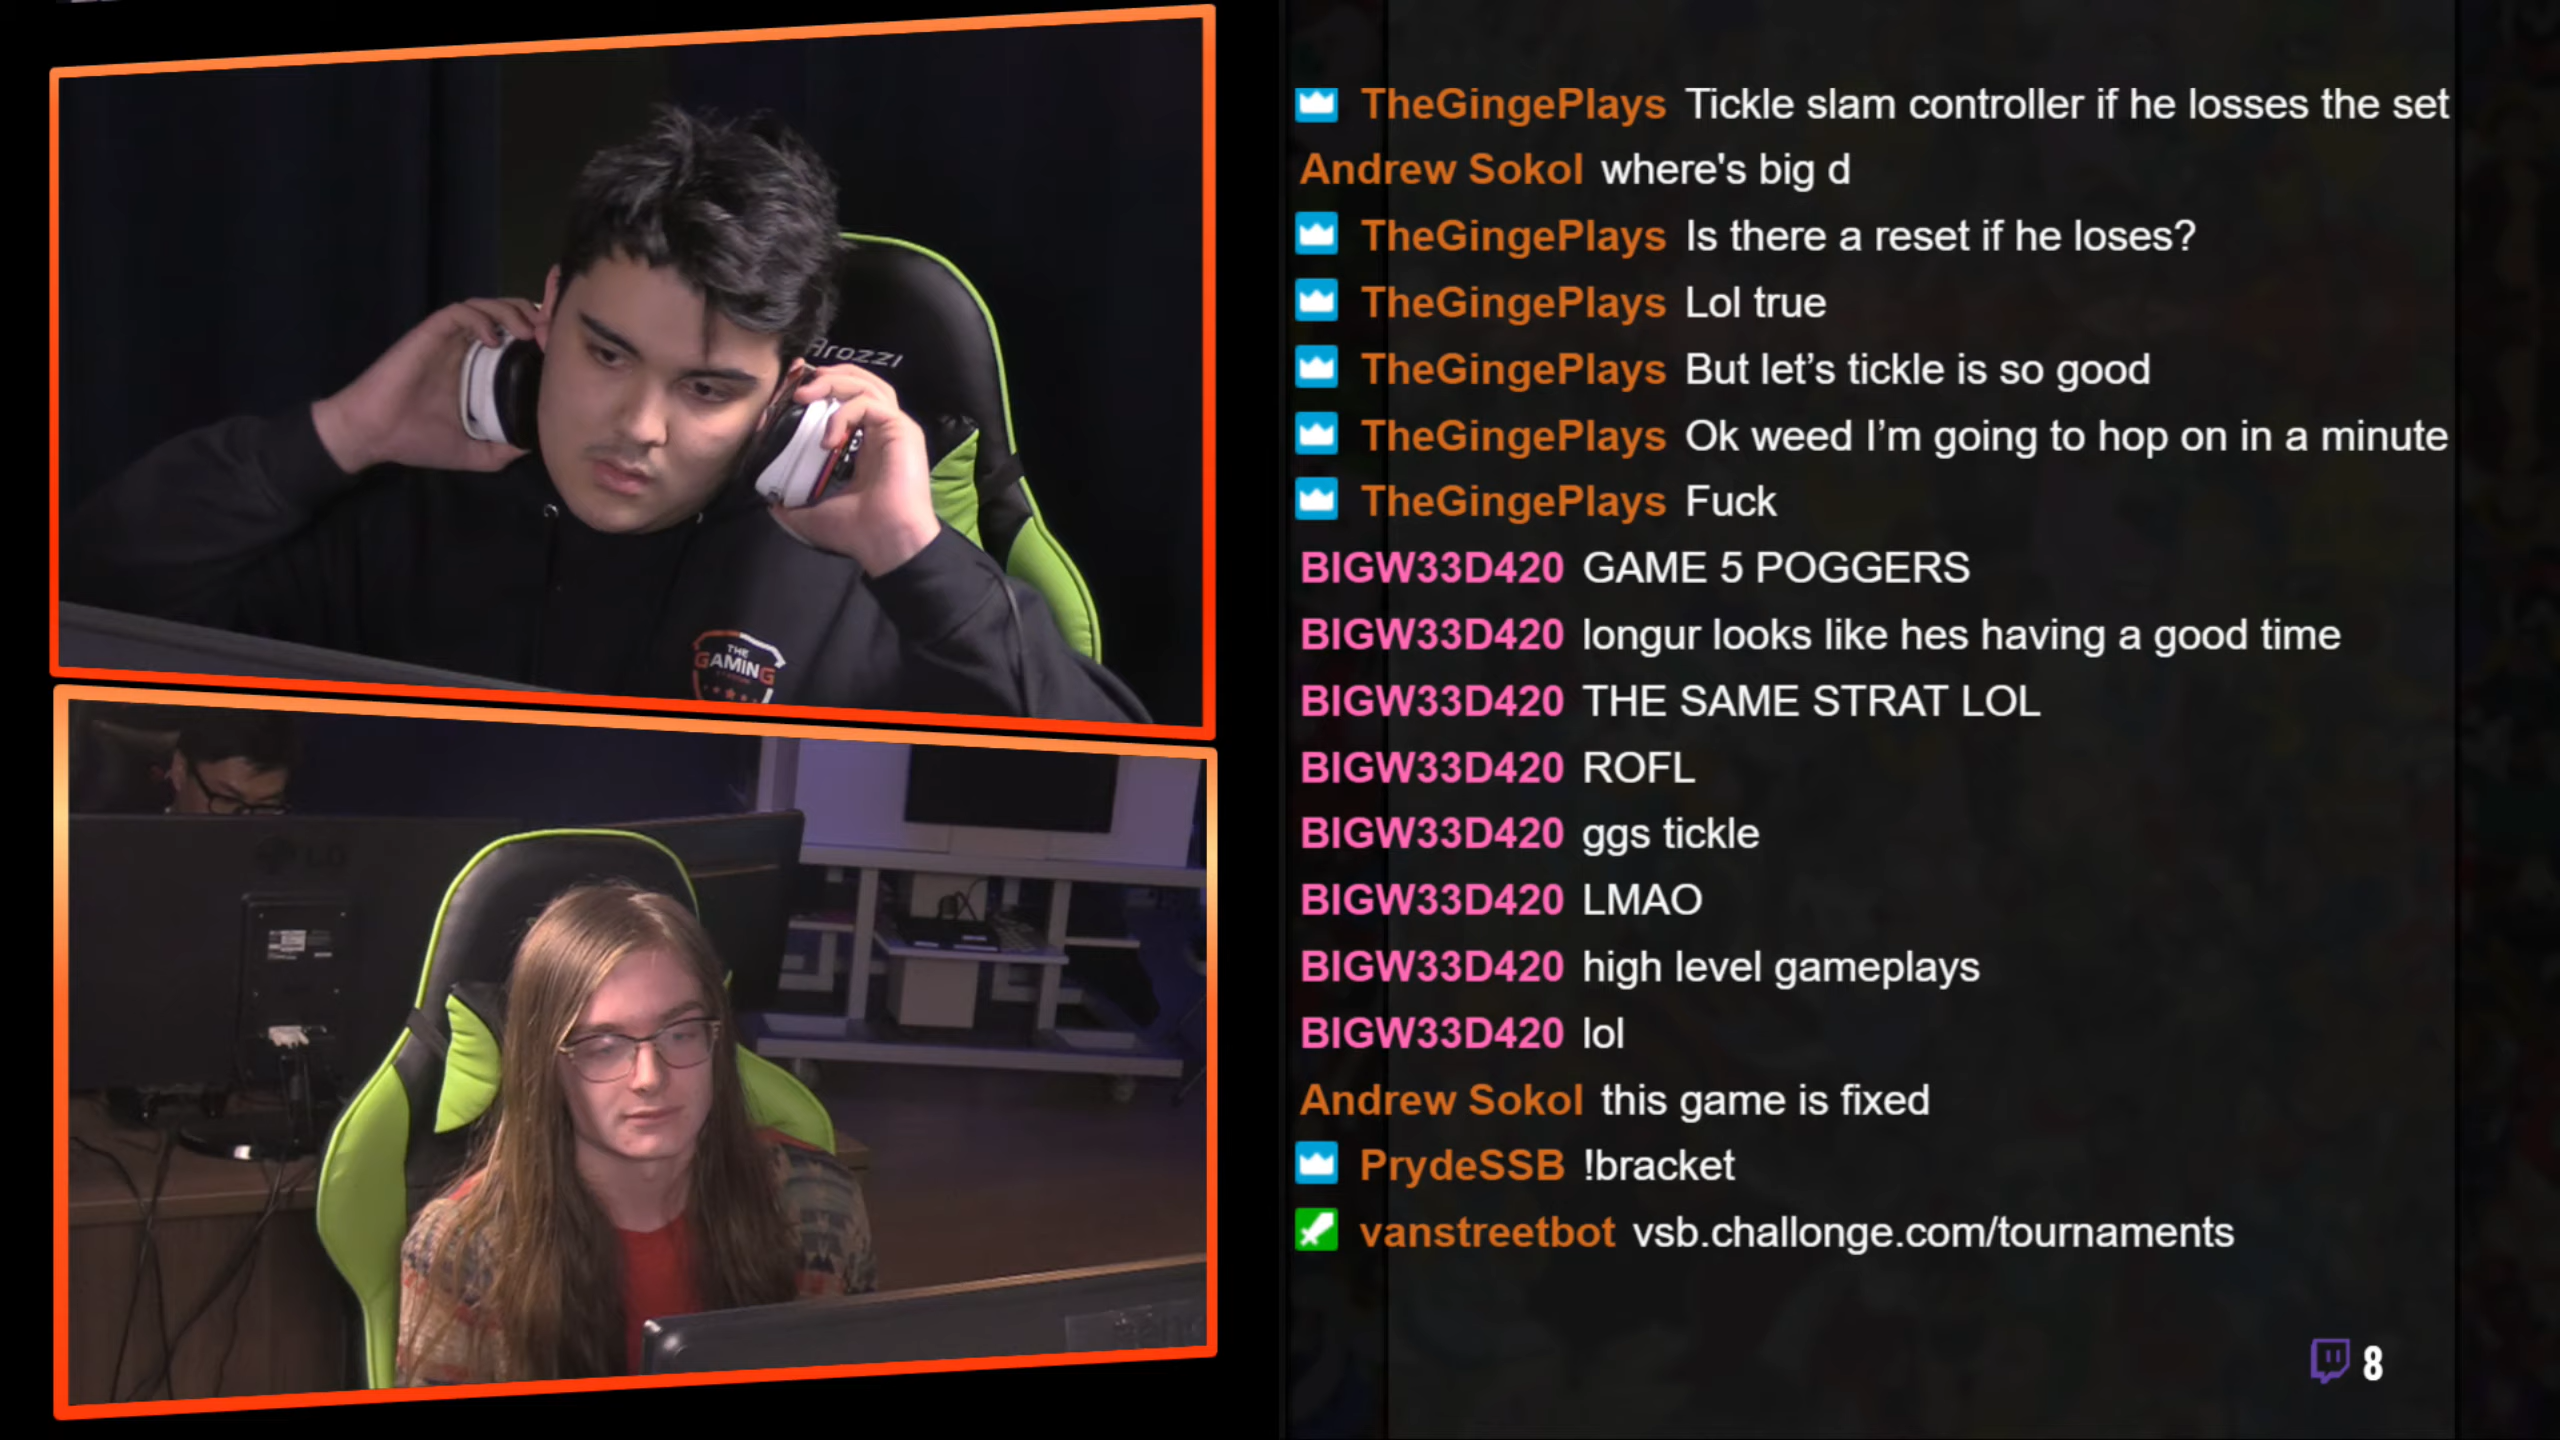 TheGingePlays Tickle slam controller if he losses the set
Andrew Sokol where's big d
TheGingePlays Is there a reset if he loses?
TheGingePlays Lol true
TheGingePlays But let’s tickle is so good
TheGingePlays Ok weed I’m going to hop on in a minute
TheGingePlays Fuck
BIGW33D420 GAME 5 POGGERS
BIGW33D420 longur looks like hes having a good time
BIGW33D420 THE SAME STRAT LOL
BIGW33D420 ROFL
BIGW33D420 ggs tickle
BIGW33D420 LMAO
BIGW33D420 high level gameplays
BIGW33D420 lol
Andrew Sokol this game is fixed
PrydeSSB !bracket
vanstreetbot vsb.challonge.com/tournaments
8
Arozzi
THE
GAMING
LG